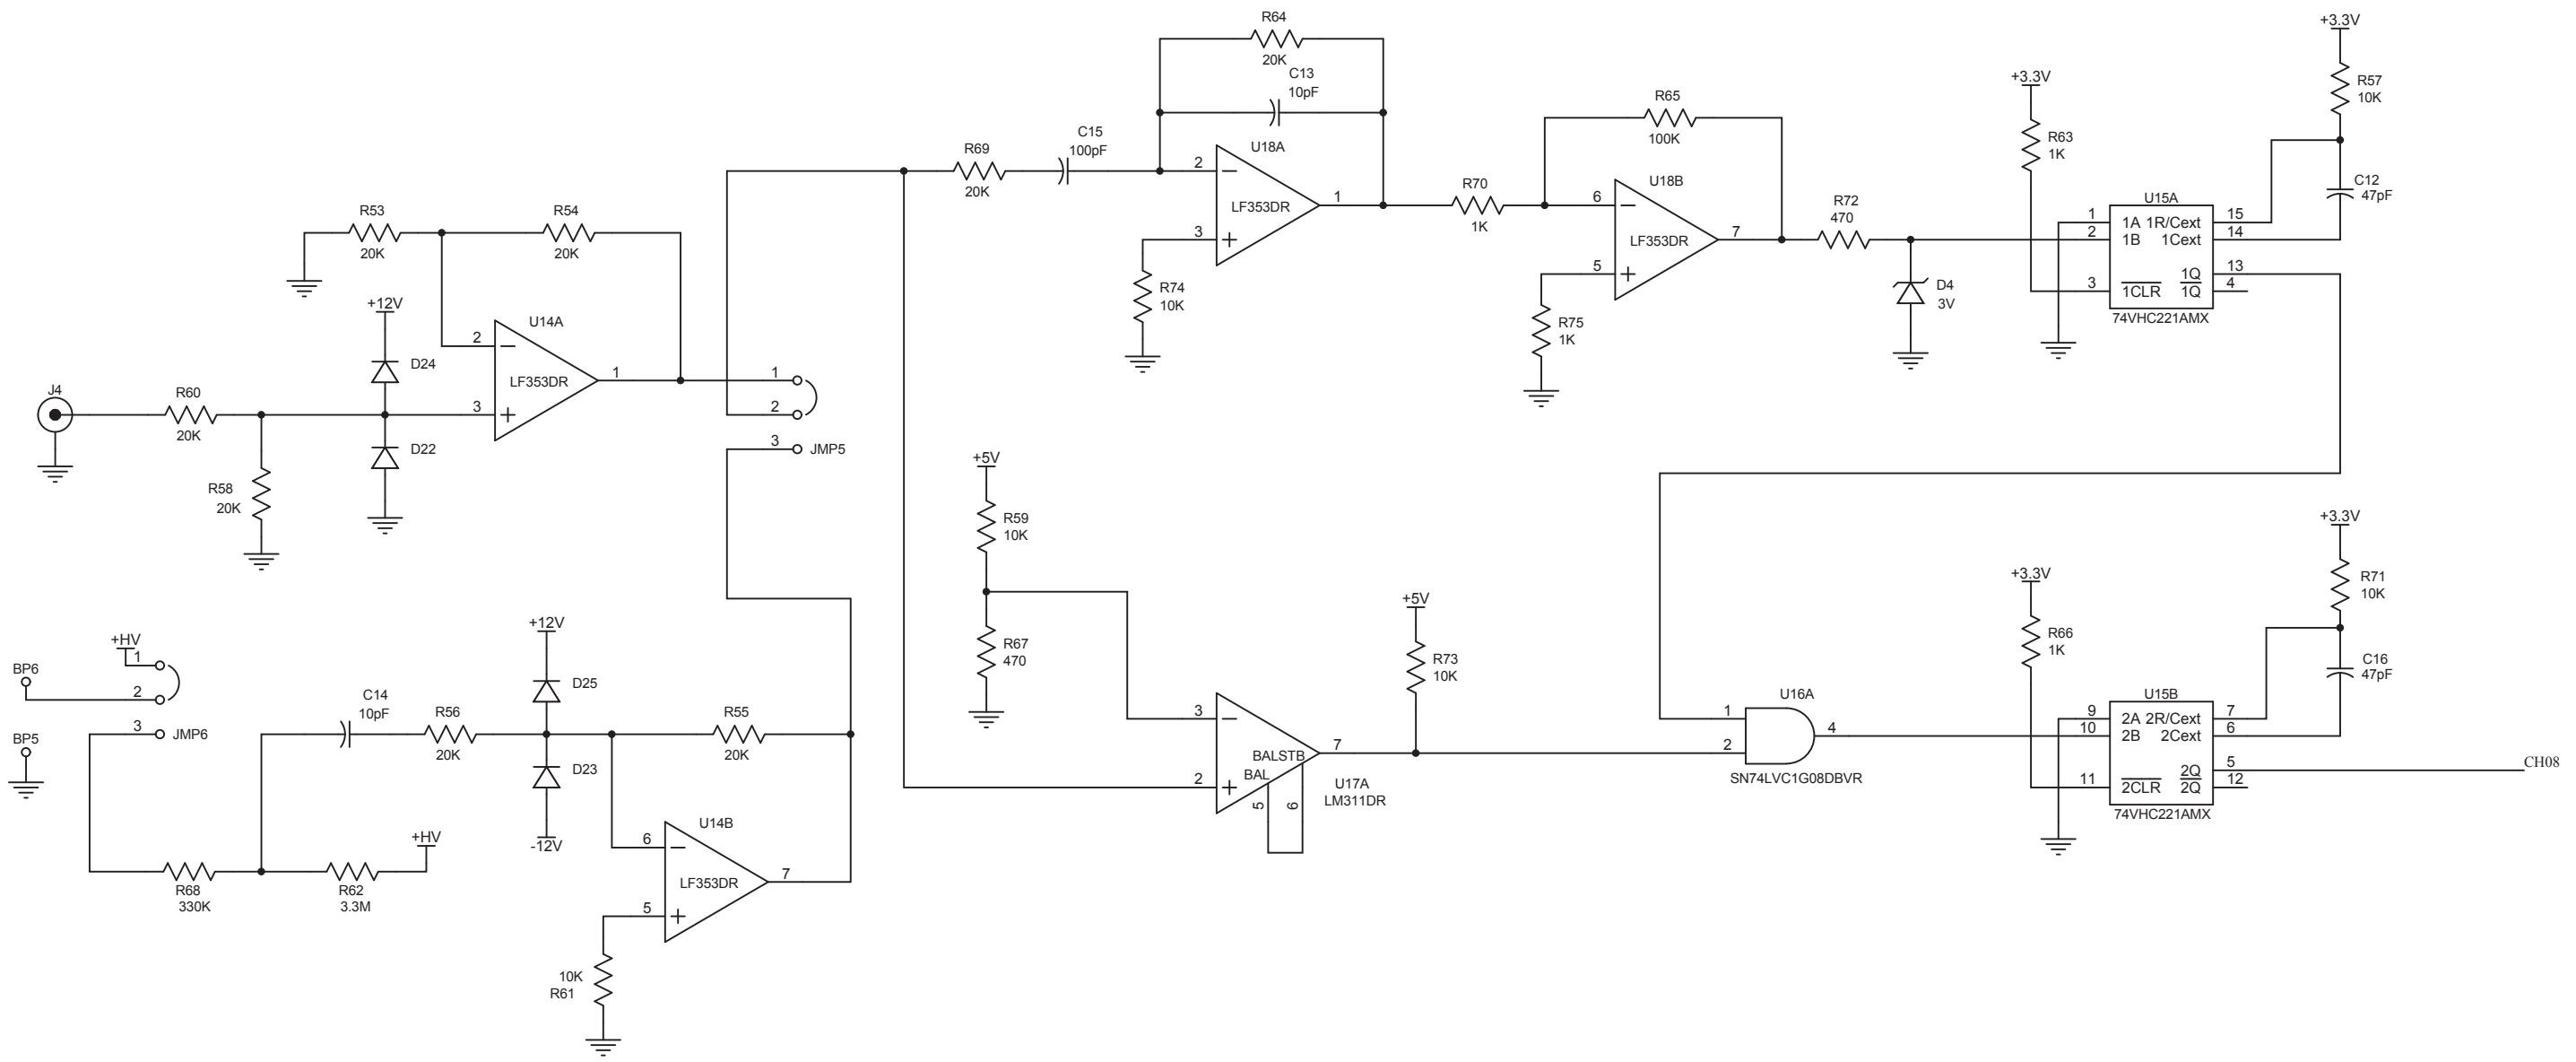 R64
20K
C13
10pF
+3.3V
R57
10K
+3.3V
R63
1K
R65
100K
C15
100pF
R69
20K
U18A
2
3
1
LF353DR
R74
10K
R70
1K
U18B
6
5
7
LF353DR
R75
1K
R72
470
D4
3V
C12
47pF
U15A
1 1A 1R/Cext 15
2 1B 1Cext 14
1Q 13
3 1CLR 1Q 4
74VHC221AMX
R53
20K
R54
20K
+12V
D24
D22
U14A
2
3
1
LF353DR
J4
R60
20K
R58
20K
1
2
3
JMP5
+5V
R59
10K
R67
470
+5V
R73
10K
3
2
BALSTB
BAL
5
6
7
U17A
LM311DR
U16A
1
2
4
SN74LVC1G08DBVR
+3.3V
R66
1K
+3.3V
R71
10K
C16
47pF
U15B
9 2A 2R/Cext 7
10 2B 2Cext 6
2Q 5
11 2CLR 2Q 12
74VHC221AMX
CH08
+HV
1
BP6
2
3
JMP6
BP5
C14
10pF
R56
20K
+12V
D25
D23
-12V
R55
20K
U14B
6
5
7
LF353DR
10K
R61
R68
330K
R62
3.3M
+HV